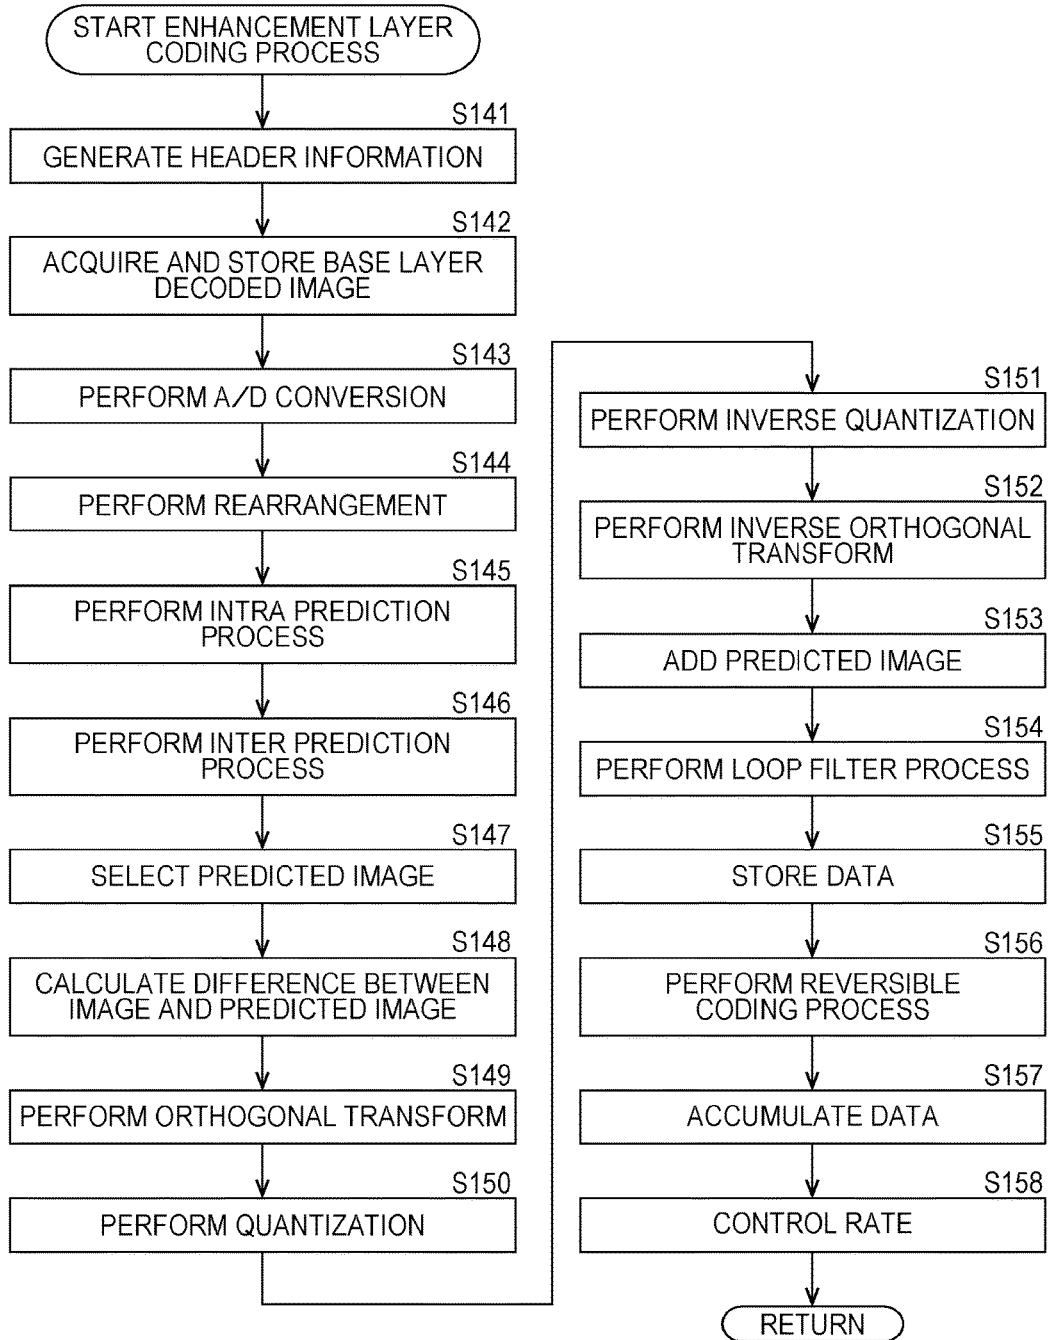 START ENHANCEMENT LAYER
CODING PROCESS
S141
GENERATE HEADER INFORMATION
S142
ACQUIRE AND STORE BASE LAYER
DECODED IMAGE
S143
PERFORM A/D CONVERSION
S144
PERFORM REARRANGEMENT
S145
PERFORM INTRA PREDICTION
PROCESS
S146
PERFORM INTER PREDICTION
PROCESS
S147
SELECT PREDICTED IMAGE
S148
CALCULATE DIFFERENCE BETWEEN
IMAGE AND PREDICTED IMAGE
S149
PERFORM ORTHOGONAL TRANSFORM
S150
PERFORM QUANTIZATION
S151
PERFORM INVERSE QUANTIZATION
S152
PERFORM INVERSE ORTHOGONAL
TRANSFORM
S153
ADD PREDICTED IMAGE
S154
PERFORM LOOP FILTER PROCESS
S155
STORE DATA
S156
PERFORM REVERSIBLE
CODING PROCESS
S157
ACCUMULATE DATA
S158
CONTROL RATE
RETURN